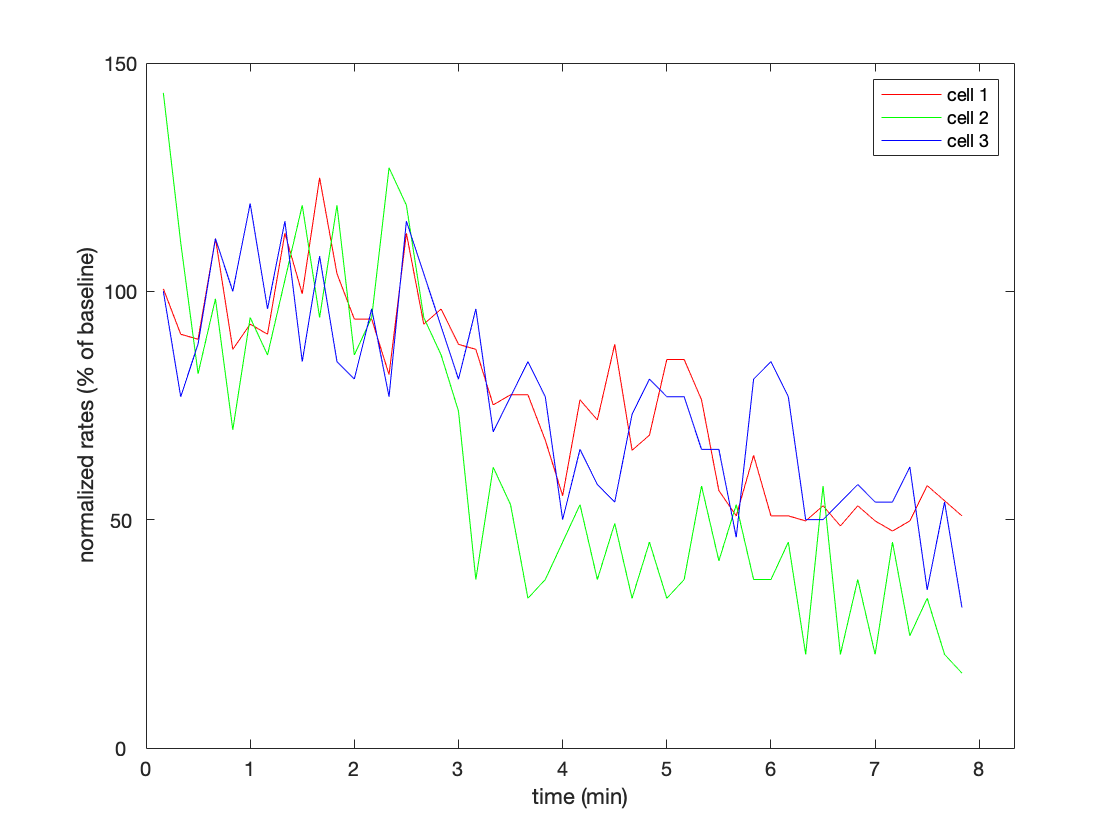 150
100
50
0
normalized rates (% of baseline)
cell 1
cell 2
cell 3
0 1 2 3 4 5 6 7 8
time (min)